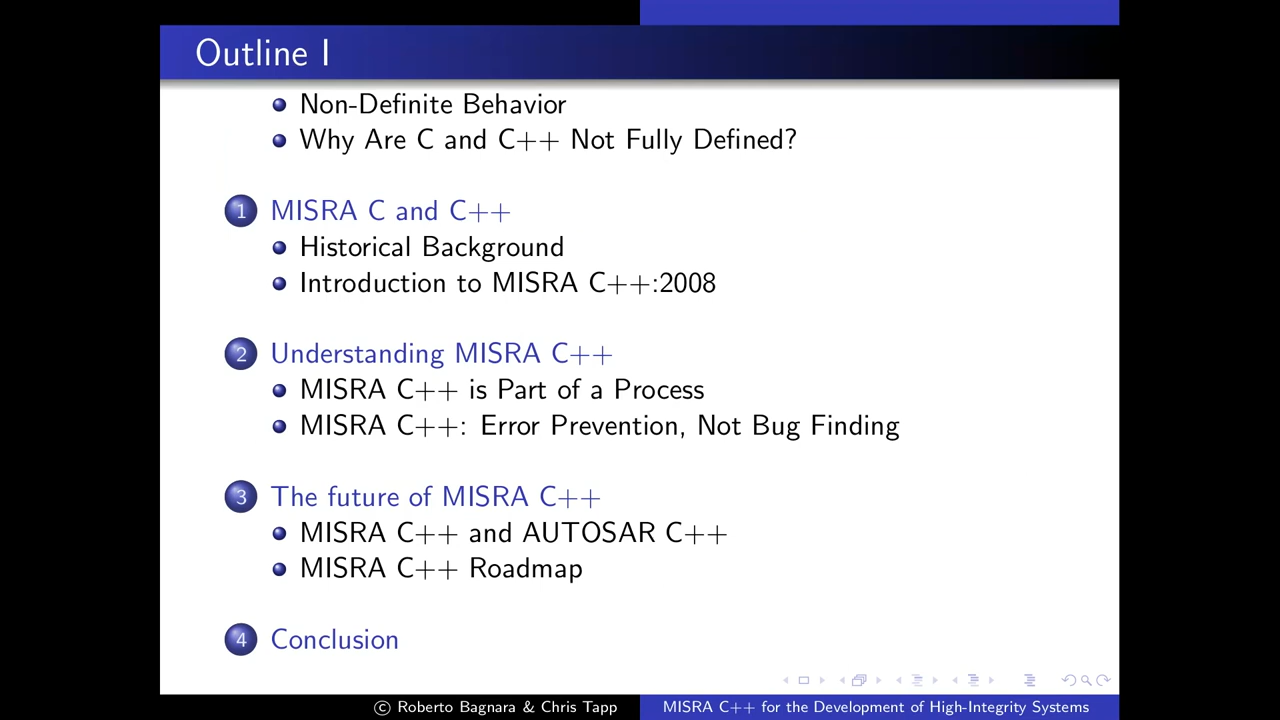 Outline I
Non-Definite Behavior
Why Are C and C++ Not Fully Defined?
1 MISRA C and C++
Historical Background
Introduction to MISRA C++:2008
2 Understanding MISRA C++
MISRA C++ is Part of a Process
MISRA C++: Error Prevention, Not Bug Finding
3 The future of MISRA C++
MISRA C++ and AUTOSAR C++
MISRA C++ Roadmap
4 Conclusion
© Roberto Bagnara & Chris Tapp
MISRA C++ for the Development of High-Integrity Systems